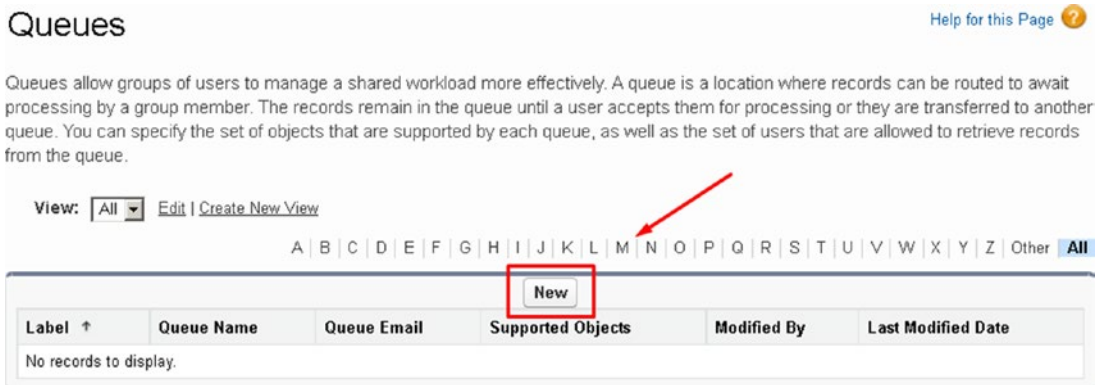 Queues
Help for this Page ?
Queues allow groups of users to manage a shared workload more effectively. A queue is a location where records can be routed to await
processing by a group member. The records remain in the queue until a user accepts them for processing or they are transferred to another
queue. You can specify the set of objects that are supported by each queue, as well as the set of users that are allowed to retrieve records
from the queue.
View: All Edit | Create New View
A | B | C | D | E | F | G | H | I | J | K | L | M | N | O | P | Q | R | S | T | U | V | W | X | Y | Z | Other | All
New
Label ↑ Queue Name Queue Email Supported Objects Modified By Last Modified Date
No records to display.